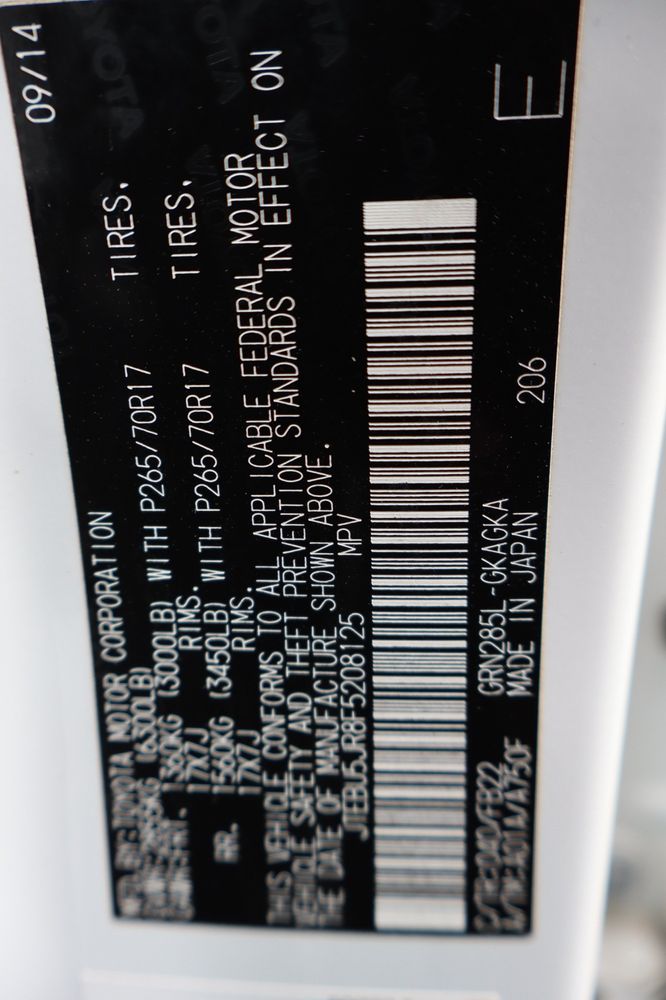 TOYOTA MOTOR CORPORATION 09/14
(6300LB)
1360KG (3000LB) WITH P265/70R17 TIRES.
17X7J RIMS.
RR. 1560KG (3450LB) WITH P265/70R17 TIRES.
17X7J RIMS.
THIS VEHICLE CONFORMS TO ALL APPLICABLE FEDERAL MOTOR
VEHICLE SAFETY AND THEFT PREVENTION STANDARDS IN EFFECT ON
THE DATE OF MANUFACTURE SHOWN ABOVE.
JTEBU5JR8F5208125 MPV
GRN285L-GKAGKA
A01A/A750F MADE IN JAPAN 206
E